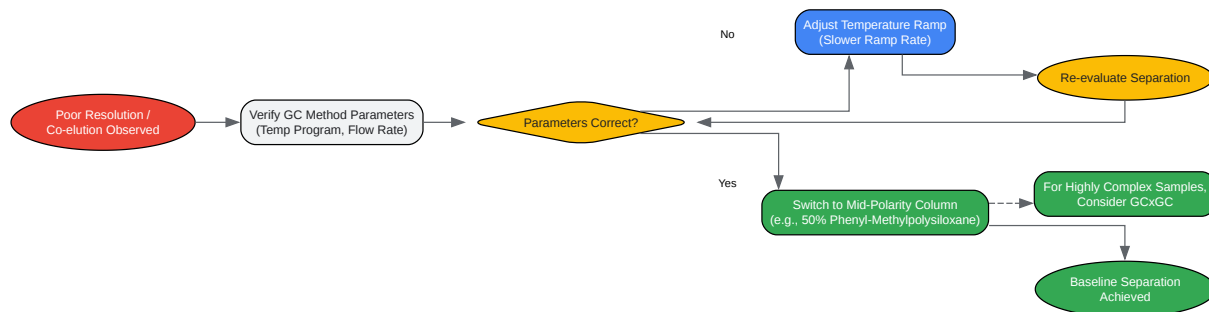 Poor Resolution /
Co-elution Observed
Verify GC Method Parameters
(Temp Program, Flow Rate)
Parameters Correct?
No
Adjust Temperature Ramp
(Slower Ramp Rate)
Re-evaluate Separation
Yes
Switch to Mid-Polarity Column
(e.g., 50% Phenyl-Methylpolysiloxane)
For Highly Complex Samples,
Consider GCxGC
Baseline Separation
Achieved